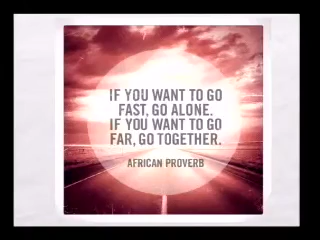 IF YOU WANT TO GO
FAST, GO ALONE.
IF YOU WANT TO GO
FAR, GO TOGETHER.
AFRICAN PROVERB